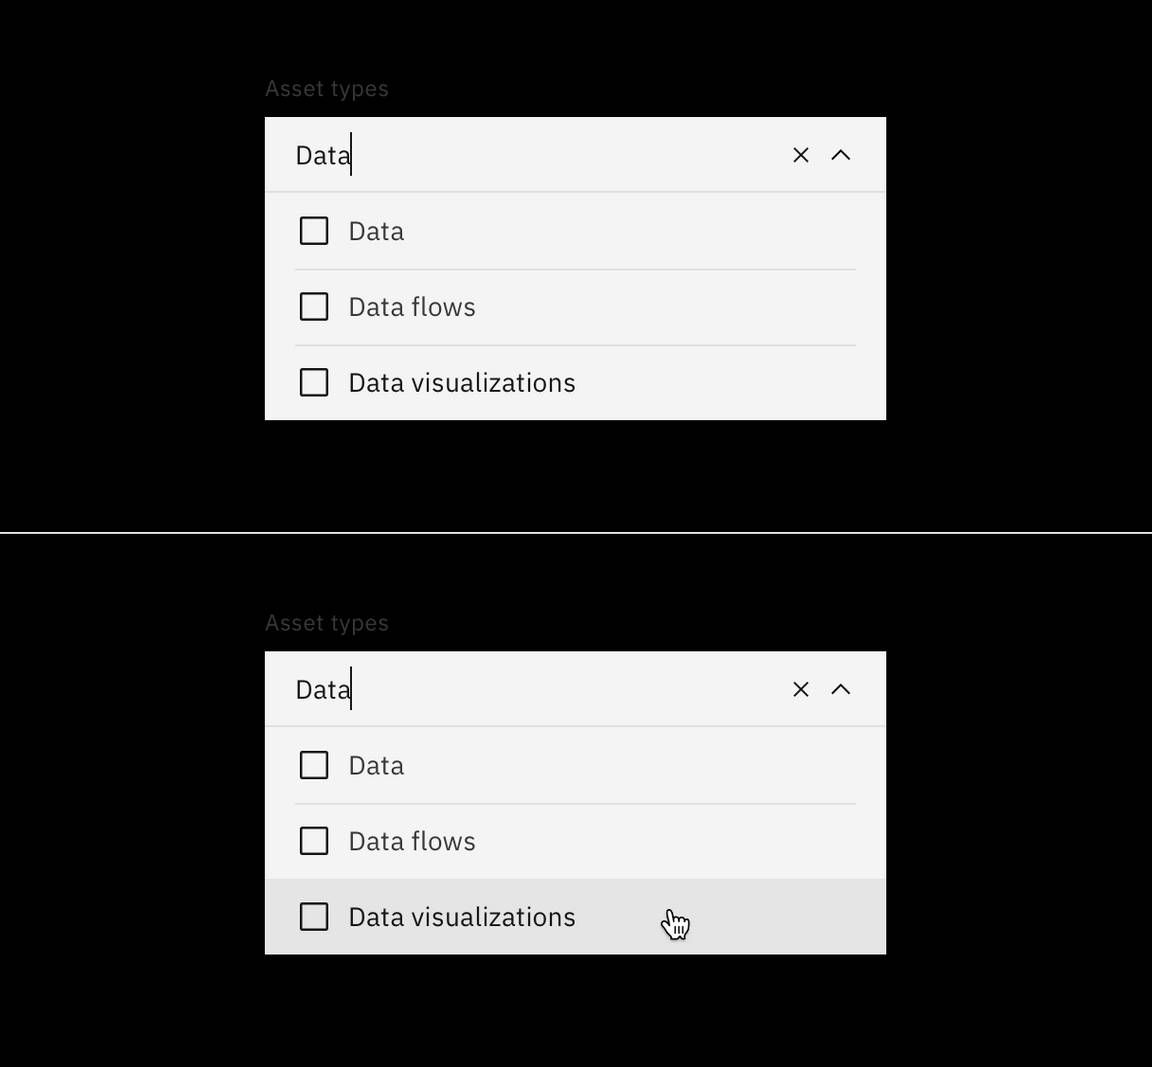 Asset types
Data
Data
Data flows
Data visualizations
Asset types
Data
Data
Data flows
Data visualizations